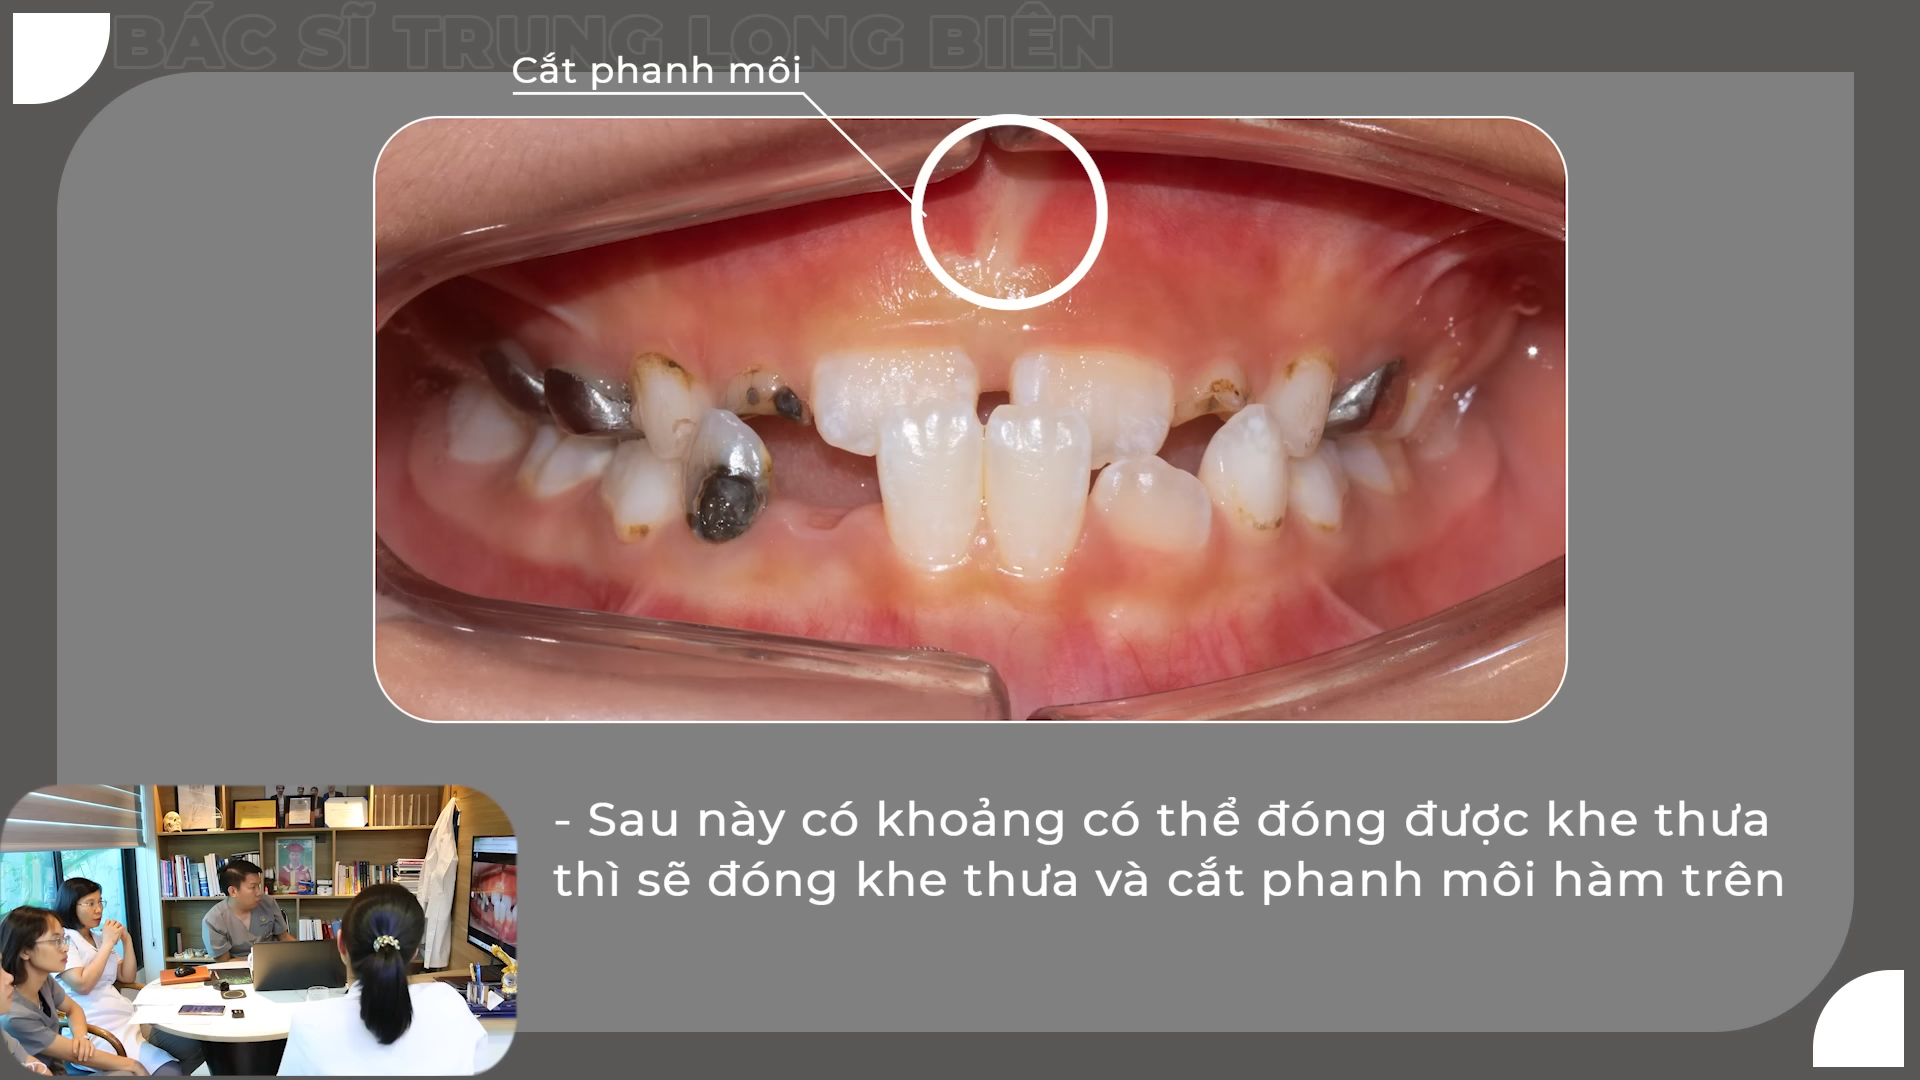 BÁC SĨ TRUNG LONG BIÊN
Cắt phanh môi
- Sau này có khoảng có thể đóng được khe thưa
thì sẽ đóng khe thưa và cắt phanh môi hàm trên